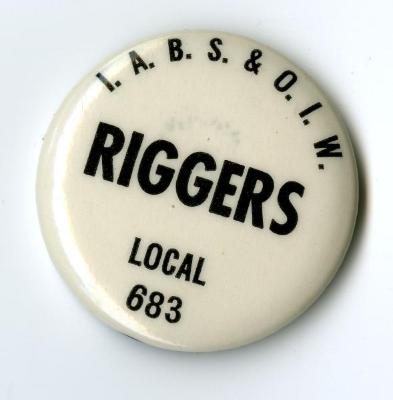 I. A. B. S. & O. I. W.
RIGGERS
LOCAL
683